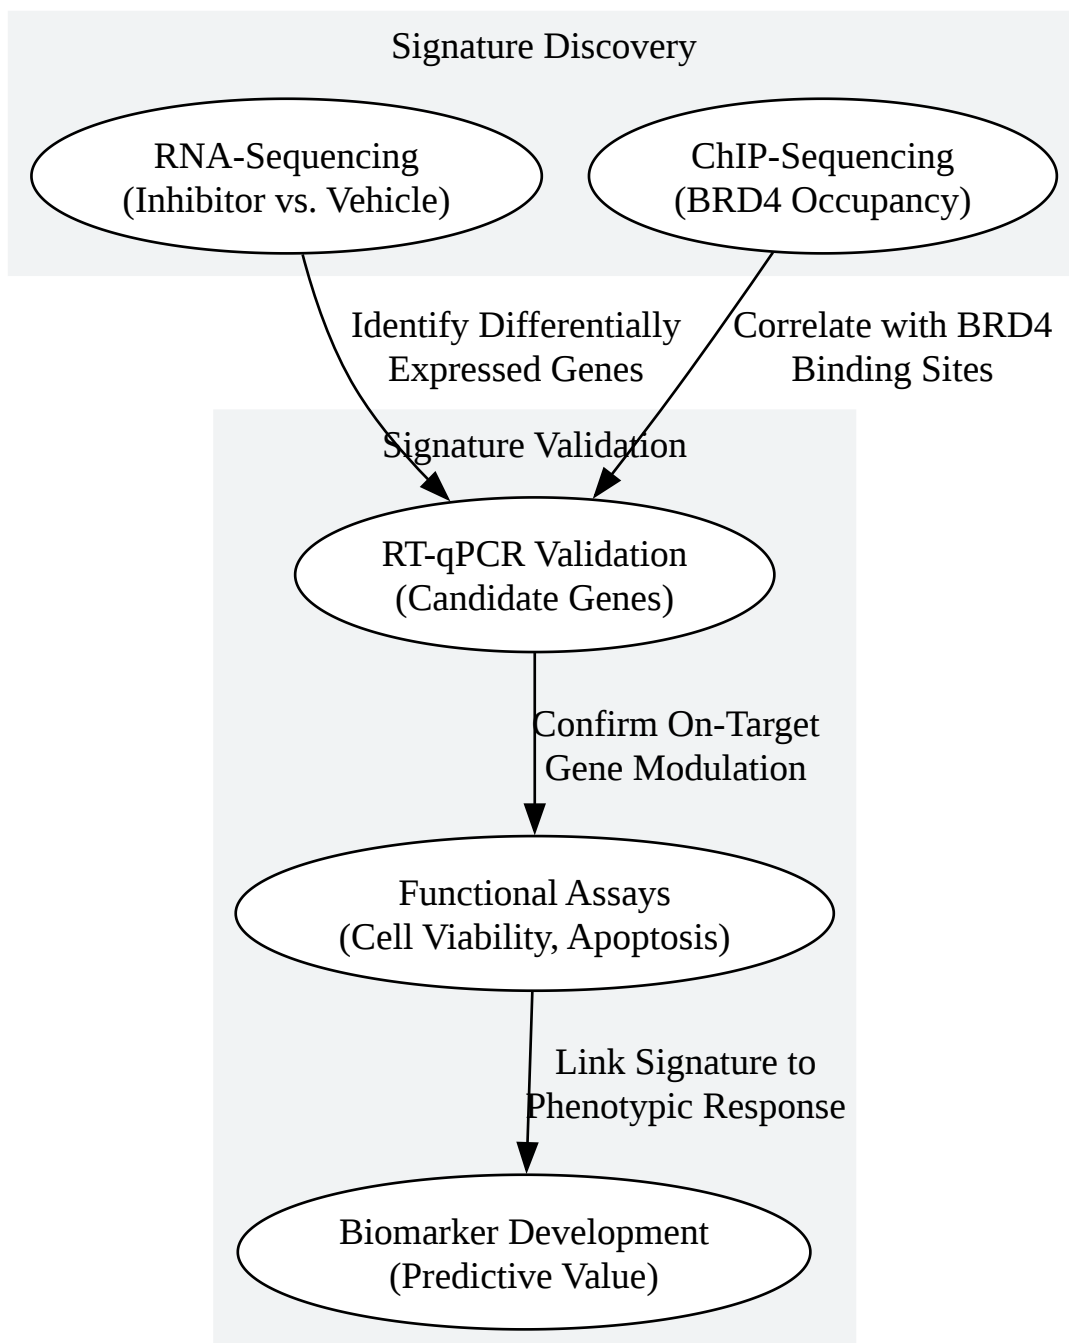 Signature Discovery
RNA-Sequencing
(Inhibitor vs. Vehicle)
ChIP-Sequencing
(BRD4 Occupancy)
Identify Differentially
Expressed Genes
Correlate with BRD4
Binding Sites
Signature Validation
RT-qPCR Validation
(Candidate Genes)
Confirm On-Target
Gene Modulation
Functional Assays
(Cell Viability, Apoptosis)
Link Signature to
Phenotypic Response
Biomarker Development
(Predictive Value)